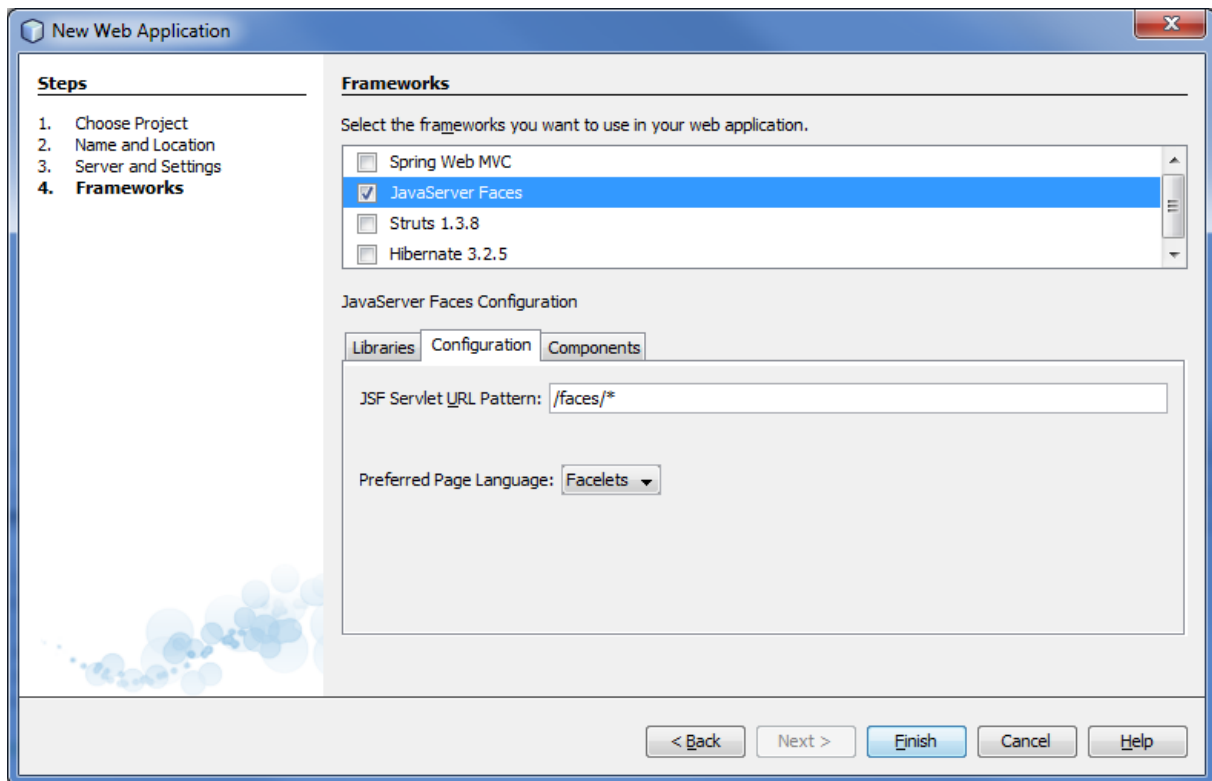 New Web Application
Steps
1. Choose Project
2. Name and Location
3. Server and Settings
4. Frameworks
Frameworks
Select the frameworks you want to use in your web application.
Spring Web MVC
JavaServer Faces
Struts 1.3.8
Hibernate 3.2.5
JavaServer Faces Configuration
Libraries Configuration Components
JSF Servlet URL Pattern: /faces/*
Preferred Page Language: Facelets
< Back Next > Finish Cancel Help